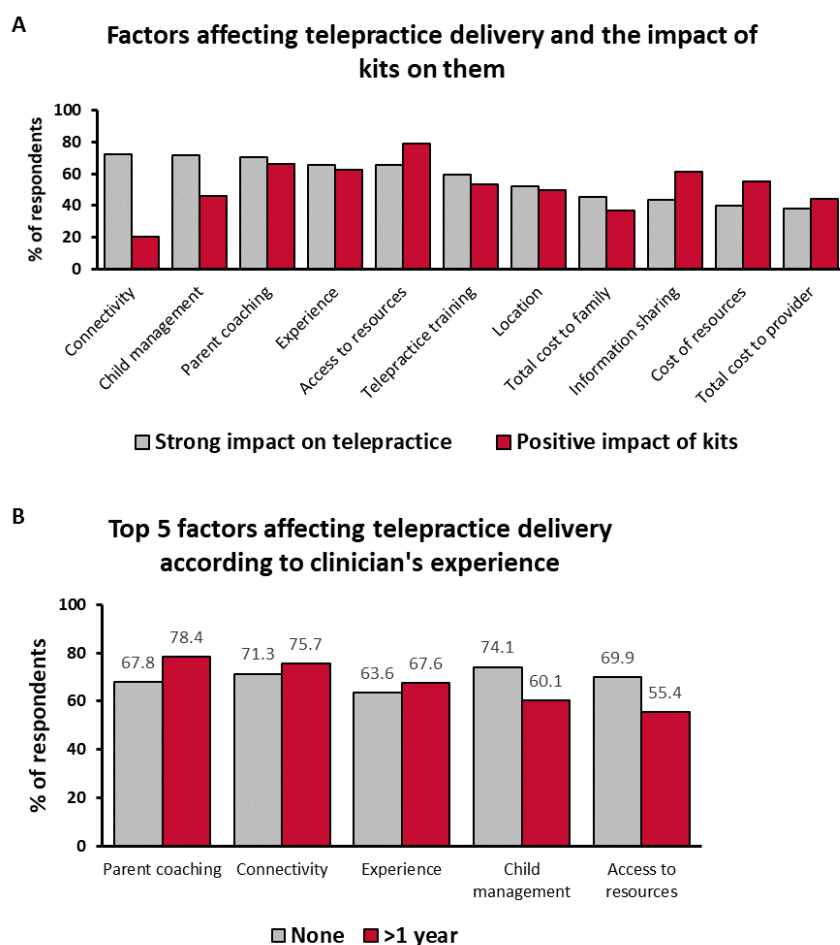 A
Factors affecting telepractice delivery and the impact of
kits on them
% of respondents
100
80
60
40
20
0
Connectivity
Child management
Parent coaching
Experience
Access to resources
Telepractice training
Location
Total cost to family
Information sharing
Cost of resources
Total cost to provider
Strong impact on telepractice
Positive impact of kits
B
Top 5 factors affecting telepractice delivery
according to clinician's experience
% of respondents
100
80
60
40
20
0
67.8
78.4
71.3
75.7
63.6
67.6
74.1
60.1
69.9
55.4
Parent coaching
Connectivity
Experience
Child
management
Access to
resources
None
>1 year